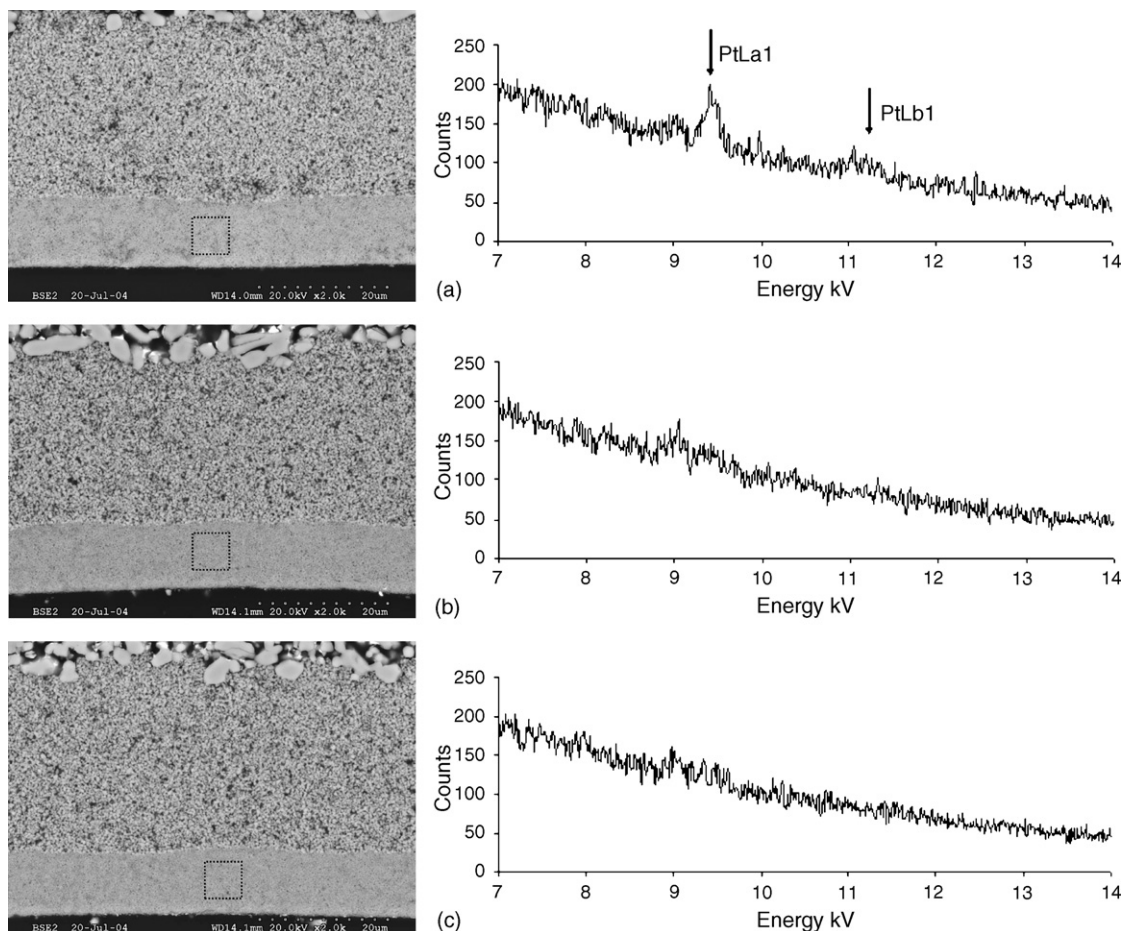 250
PtLa1
200
PtLb1
150
Counts
100
50
0
7 8 9 10 11 12 13 14
BSE2 20-Jul-04 WD14.0mm 20.0kV x2.0k 20um
(a)
Energy kV
250
200
150
Counts
100
50
0
7 8 9 10 11 12 13 14
BSE2 20-Jul-04 WD14.1mm 20.0kV x2.0k 20um
(b)
Energy kV
250
200
150
Counts
100
50
0
7 8 9 10 11 12 13 14
BSE2 20-Jul-04 WD14.1mm 20.0kV x2.0k 20um
(c)
Energy kV